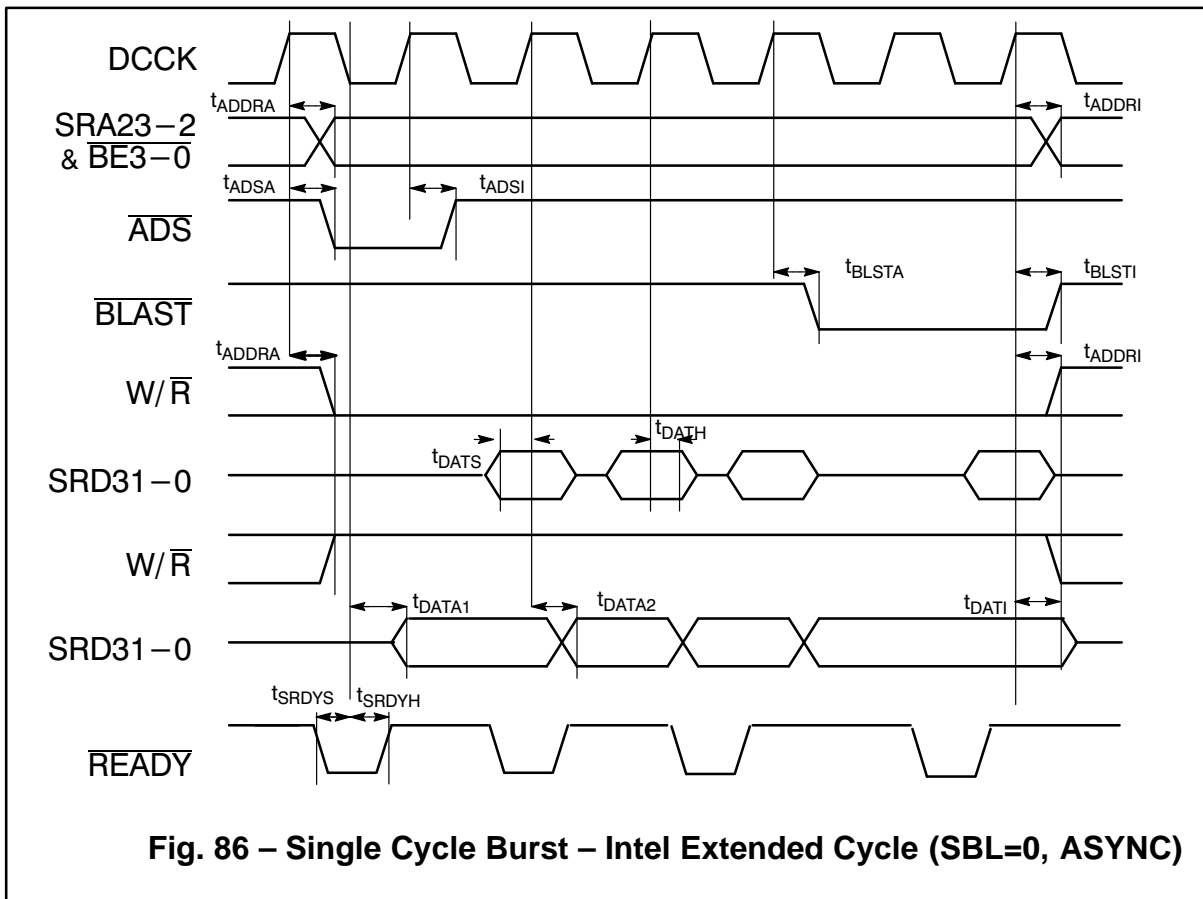 DCCK
tADDRA
tADDRI
SRA23−2
& BE3−0
tADSA
tADSI
ADS
tBLSTA
tBLSTI
BLAST
tADDRA
tADDRI
W/R
tDATH
tDATS
SRD31−0
W/R
tDATA1
tDATA2
tDATI
SRD31−0
tSRDYS
tSRDYH
READY
Fig. 86 – Single Cycle Burst – Intel Extended Cycle (SBL=0, ASYNC)